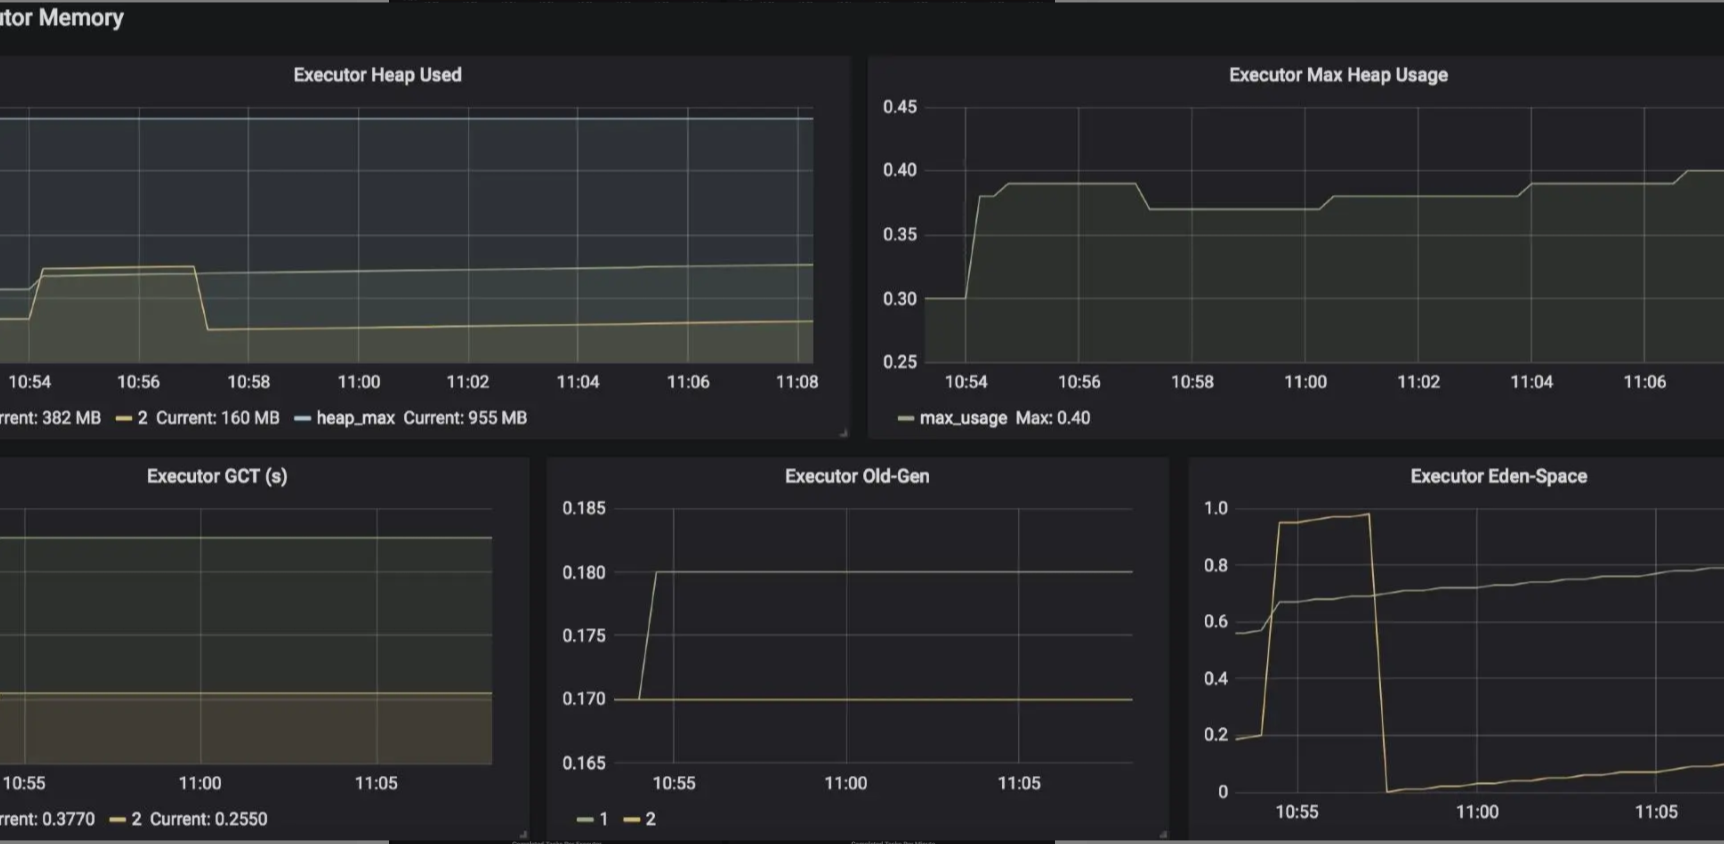 utor Memory
Executor Heap Used
10:54 10:56 10:58 11:00 11:02 11:04 11:06 11:08
rrent: 382 MB 2 Current: 160 MB heap_max Current: 955 MB
Executor Max Heap Usage
0.45
0.40
0.35
0.30
0.25
10:54 10:56 10:58 11:00 11:02 11:04 11:06
max_usage Max: 0.40
Executor GCT (s)
10:55 11:00 11:05
rrent: 0.3770 2 Current: 0.2550
Executor Old-Gen
0.185
0.180
0.175
0.170
0.165
10:55 11:00 11:05
1 2
Executor Eden-Space
1.0
0.8
0.6
0.4
0.2
0
10:55 11:00 11:05